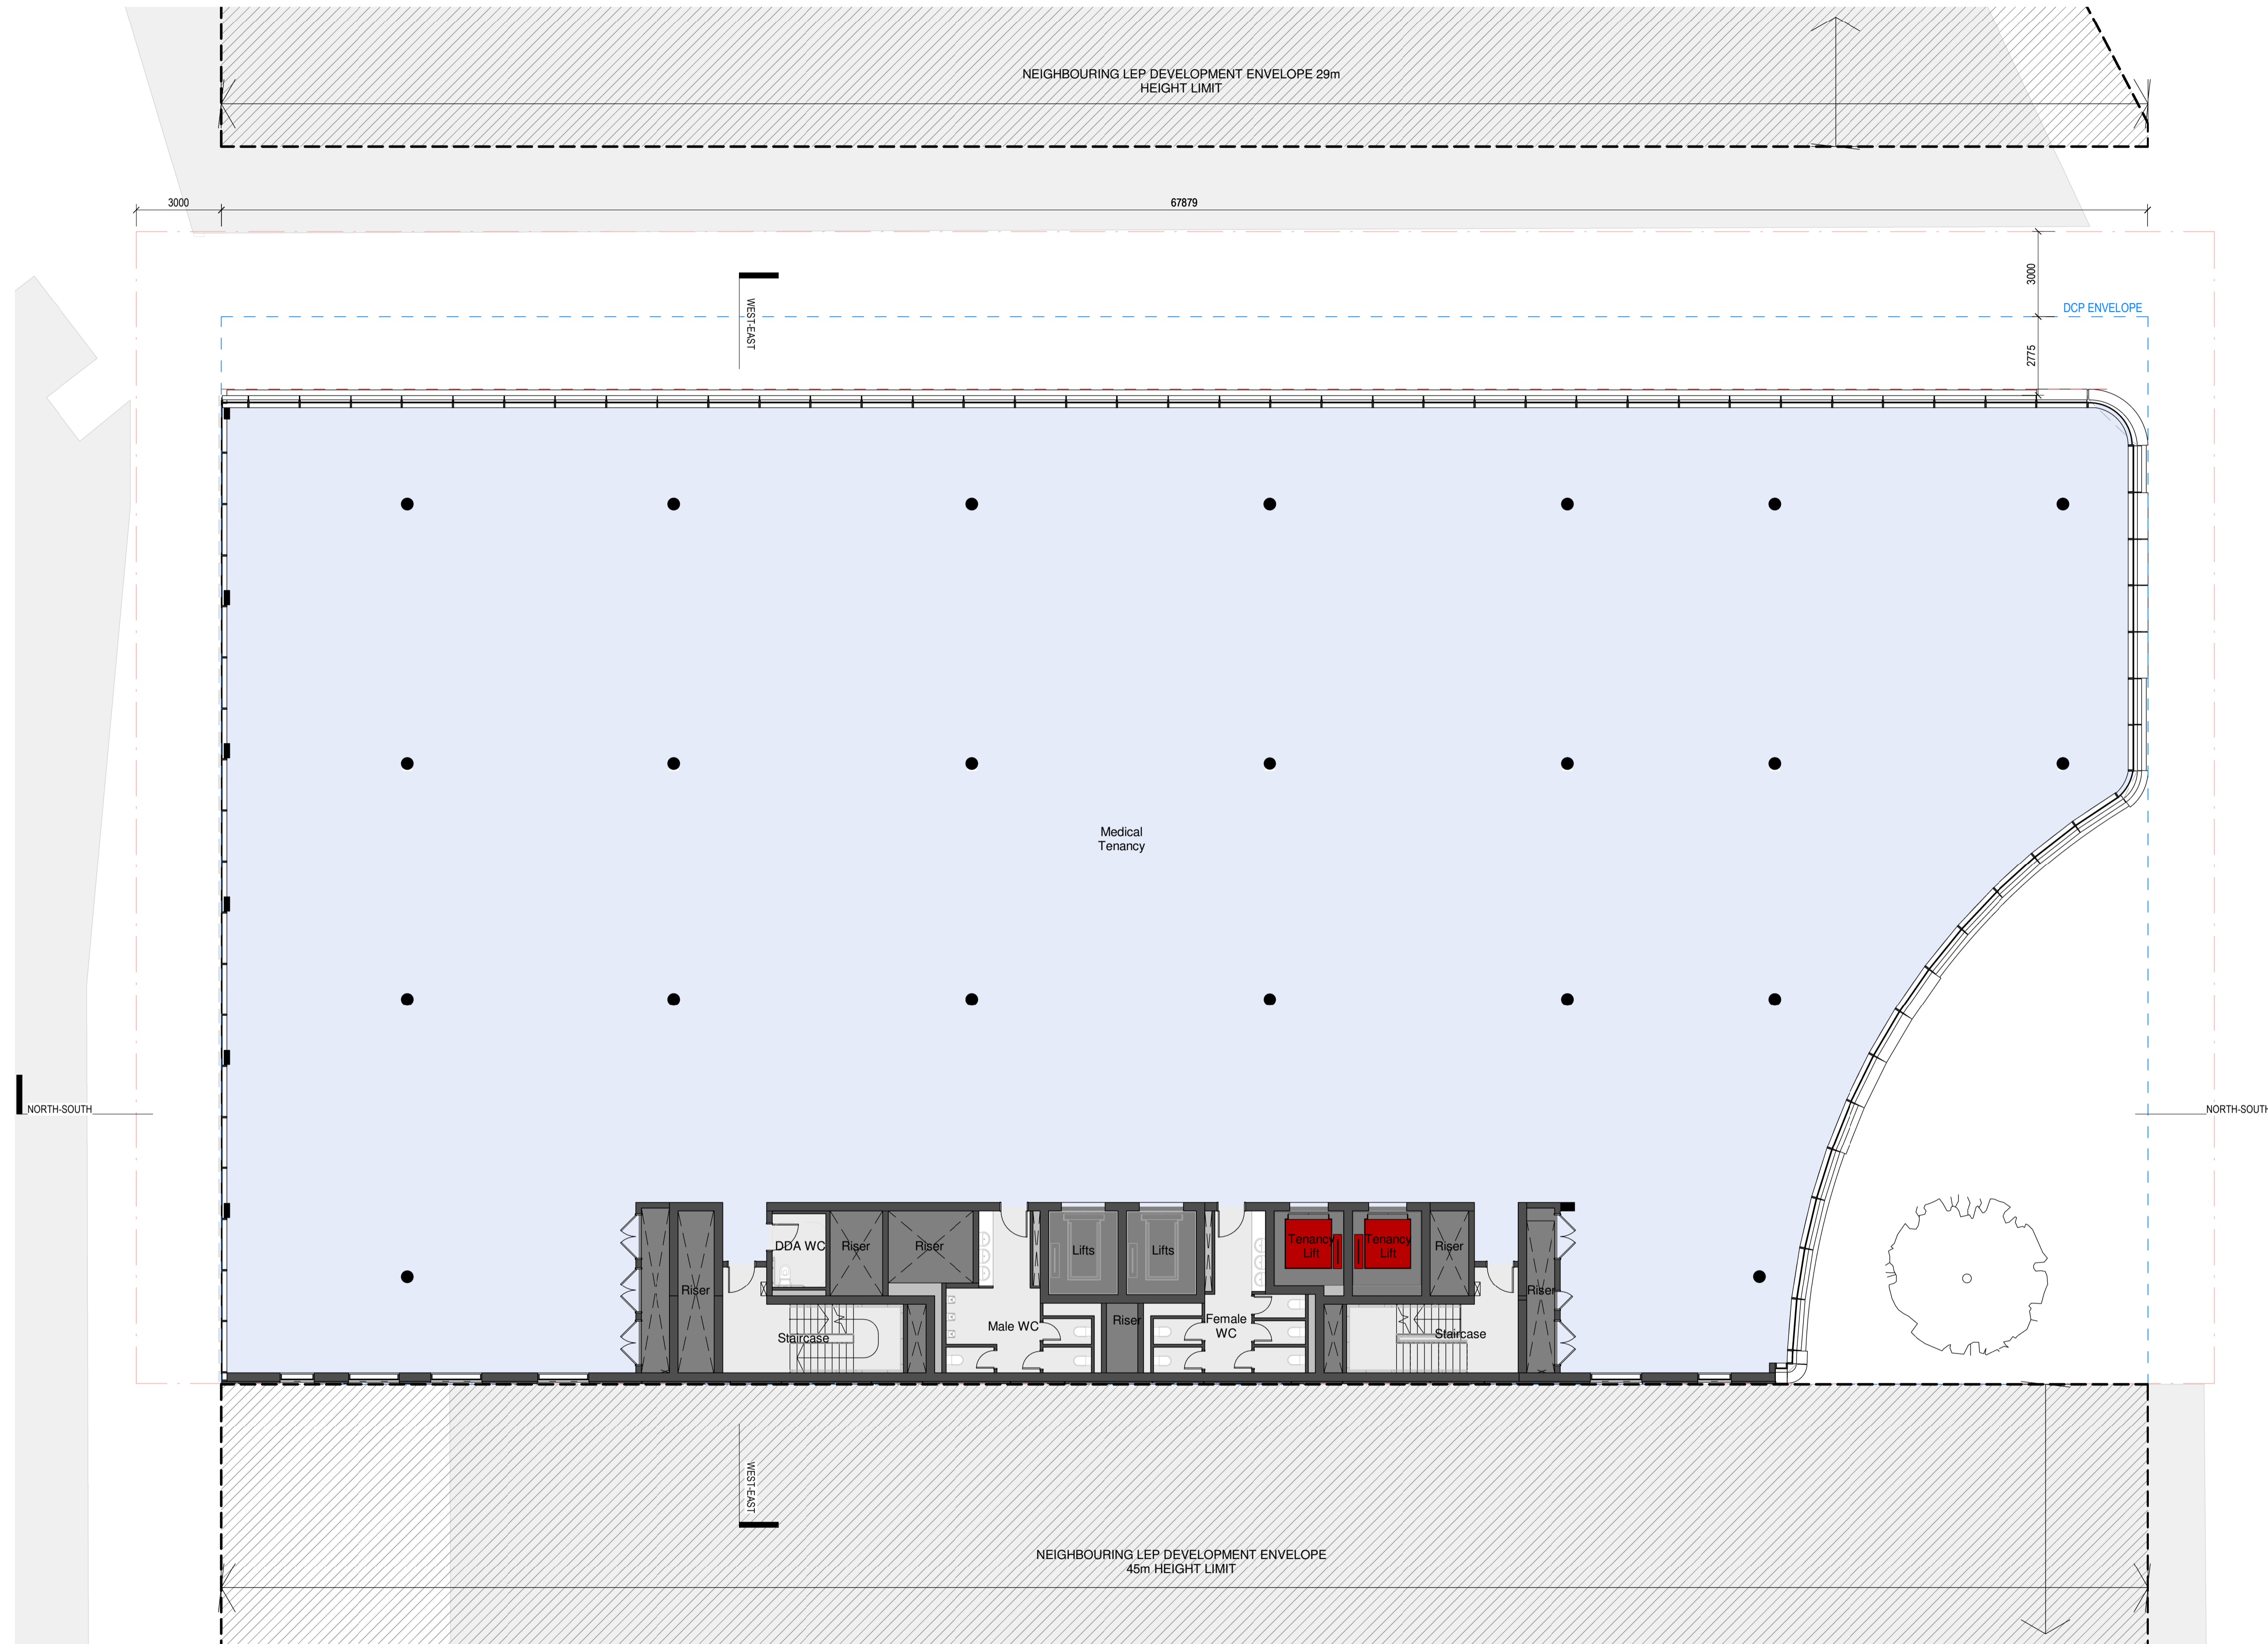 NEIGHBOURING LEP DEVELOPMENT ENVELOPE 29m
HEIGHT LIMIT
3000
67879
3000
WEST-EAST
DCP ENVELOPE
2775
Medical
Tenancy
NORTH-SOUTH
NORTH-SOUTH
DDA WC
Riser
Riser
Lifts
Lifts
Tenancy
Lift
Tenancy
Lift
Riser
Riser
Riser
Staircase
Male WC
Riser
Female
WC
Staircase
WEST-EAST
NEIGHBOURING LEP DEVELOPMENT ENVELOPE
45m HEIGHT LIMIT